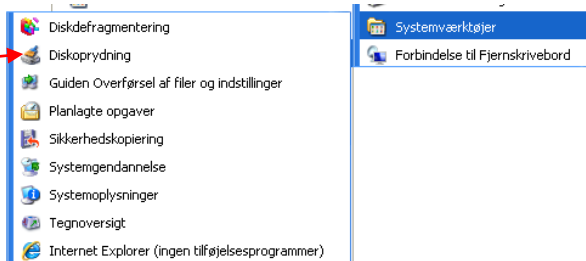 Diskdefragmentering
Diskoprydning
Guiden Overførsel af filer og indstillinger
Planlagte opgaver
Sikkerhedskopiering
Systemgendannelse
Systemoplysninger
Tegnoversigt
Internet Explorer (ingen tilføjelsesprogrammer)
Systemværktøjer
Forbindelse til Fjernskrivebord